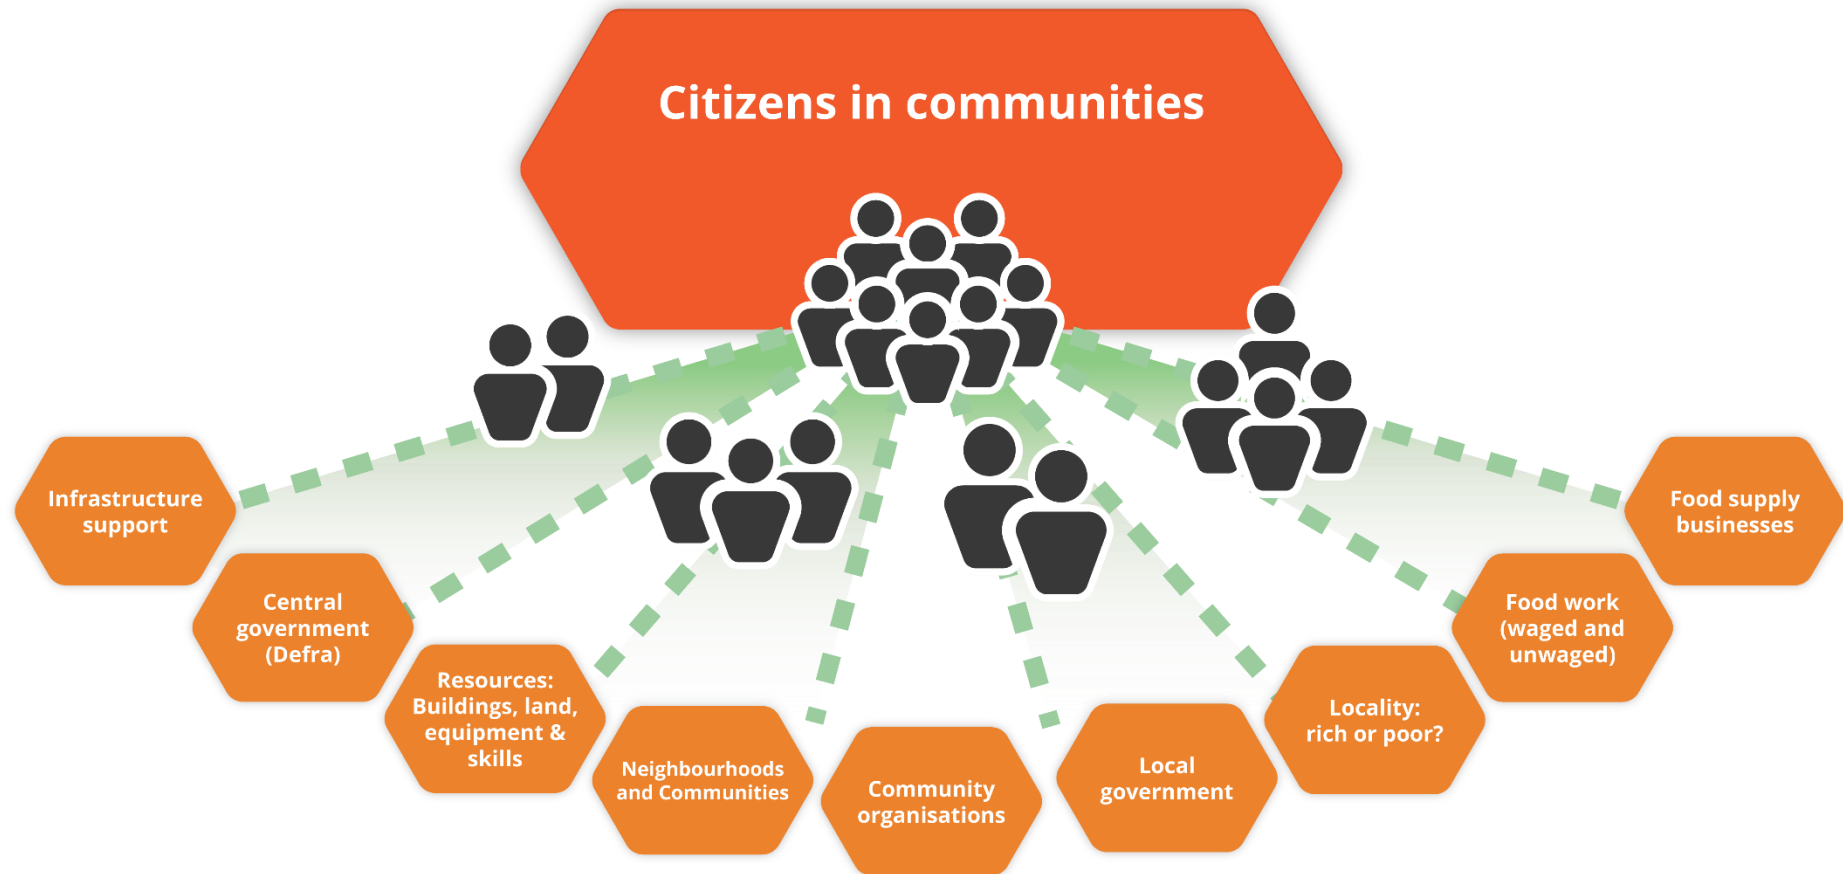 Citizens in communities
Infrastructure
support
Central
government
(Defra)
Resources:
Buildings, land,
equipment &
skills
Neighbourhoods
and Communities
Community
organisations
Local
government
Locality:
rich or poor?
Food work
(waged and
unwaged)
Food supply
businesses